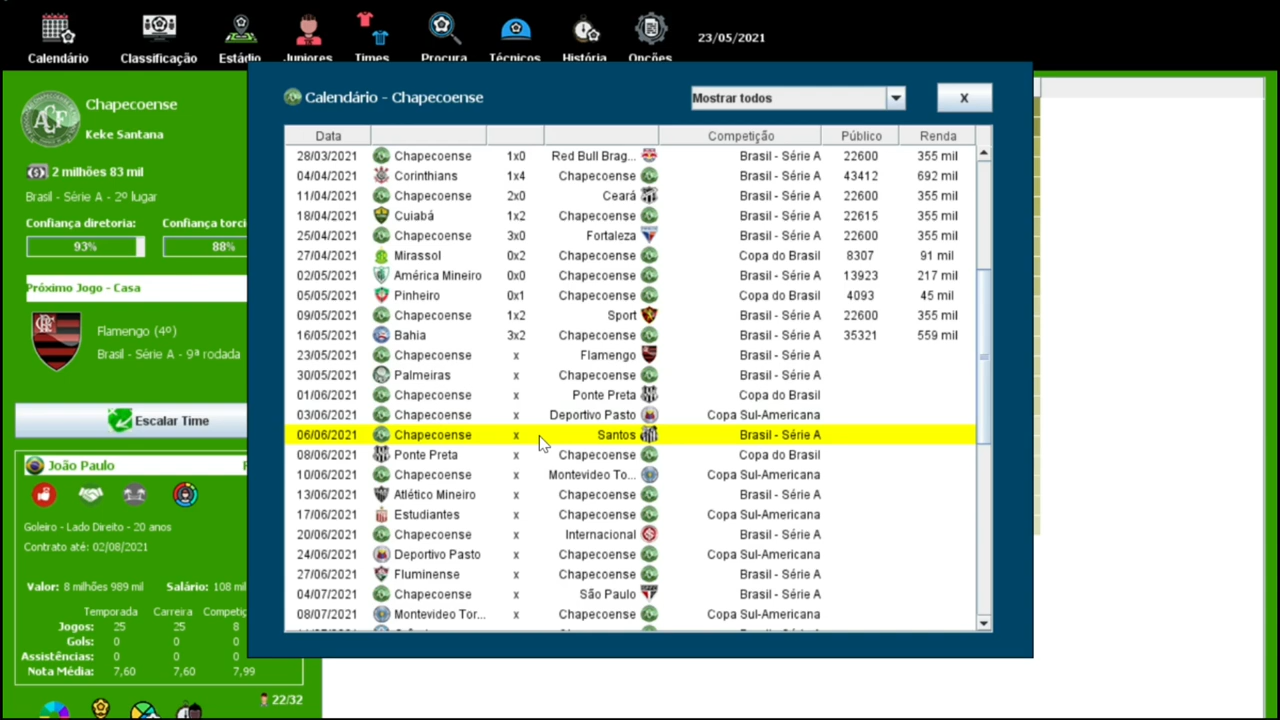 Calendário Classificação Estádio Juniores Times Procura Técnicos História Opções 23/05/2021
Chapecoense
Keke Santana
2 milhões 83 mil
Brasil - Série A - 2º lugar
Confiança diretoria: Confiança torci
93% 88%
Próximo Jogo - Casa
Flamengo (4º)
Brasil - Série A - 9ª rodada
Escalar Time
João Paulo
Goleiro - Lado Direito - 20 anos
Contrato até: 02/08/2021
Valor: 8 milhões 989 mil Salário: 108 mil
Temporada Carreira Competiç
Jogos: 25 25 8
Gols: 0 0 0
Assistências: 0 0 0
Nota Média: 7,60 7,60 7,99
22/32
Calendário - Chapecoense Mostrar todos X
Data Competição Público Renda
28/03/2021 Chapecoense 1x0 Red Bull Brag... Brasil - Série A 22600 355 mil
04/04/2021 Corinthians 1x4 Chapecoense Brasil - Série A 43412 692 mil
11/04/2021 Chapecoense 2x0 Ceará Brasil - Série A 22600 355 mil
18/04/2021 Cuiabá 1x2 Chapecoense Brasil - Série A 22615 355 mil
25/04/2021 Chapecoense 3x0 Fortaleza Brasil - Série A 22600 355 mil
27/04/2021 Mirassol 0x2 Chapecoense Copa do Brasil 8307 91 mil
02/05/2021 América Mineiro 0x0 Chapecoense Brasil - Série A 13923 217 mil
05/05/2021 Pinheiro 0x1 Chapecoense Copa do Brasil 4093 45 mil
09/05/2021 Chapecoense 1x2 Sport Brasil - Série A 22600 355 mil
16/05/2021 Bahia 3x2 Chapecoense Brasil - Série A 35321 559 mil
23/05/2021 Chapecoense x Flamengo Brasil - Série A
30/05/2021 Palmeiras x Chapecoense Brasil - Série A
01/06/2021 Chapecoense x Ponte Preta Copa do Brasil
03/06/2021 Chapecoense x Deportivo Pasto Copa Sul-Americana
06/06/2021 Chapecoense x Santos Brasil - Série A
08/06/2021 Ponte Preta x Chapecoense Copa do Brasil
10/06/2021 Chapecoense x Montevideo To... Copa Sul-Americana
13/06/2021 Atlético Mineiro x Chapecoense Brasil - Série A
17/06/2021 Estudiantes x Chapecoense Copa Sul-Americana
20/06/2021 Chapecoense x Internacional Brasil - Série A
24/06/2021 Deportivo Pasto x Chapecoense Copa Sul-Americana
27/06/2021 Fluminense x Chapecoense Brasil - Série A
04/07/2021 Chapecoense x São Paulo Brasil - Série A
08/07/2021 Montevideo Tor... x Chapecoense Copa Sul-Americana